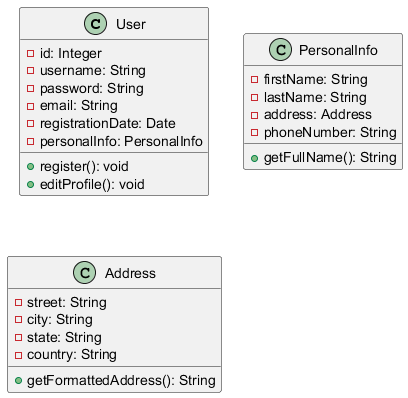 C User
id: Integer
username: String
password: String
email: String
registrationDate: Date
personalInfo: PersonalInfo
register(): void
editProfile(): void
C PersonalInfo
firstName: String
lastName: String
address: Address
phoneNumber: String
getFullName(): String
C Address
street: String
city: String
state: String
country: String
getFormattedAddress(): String